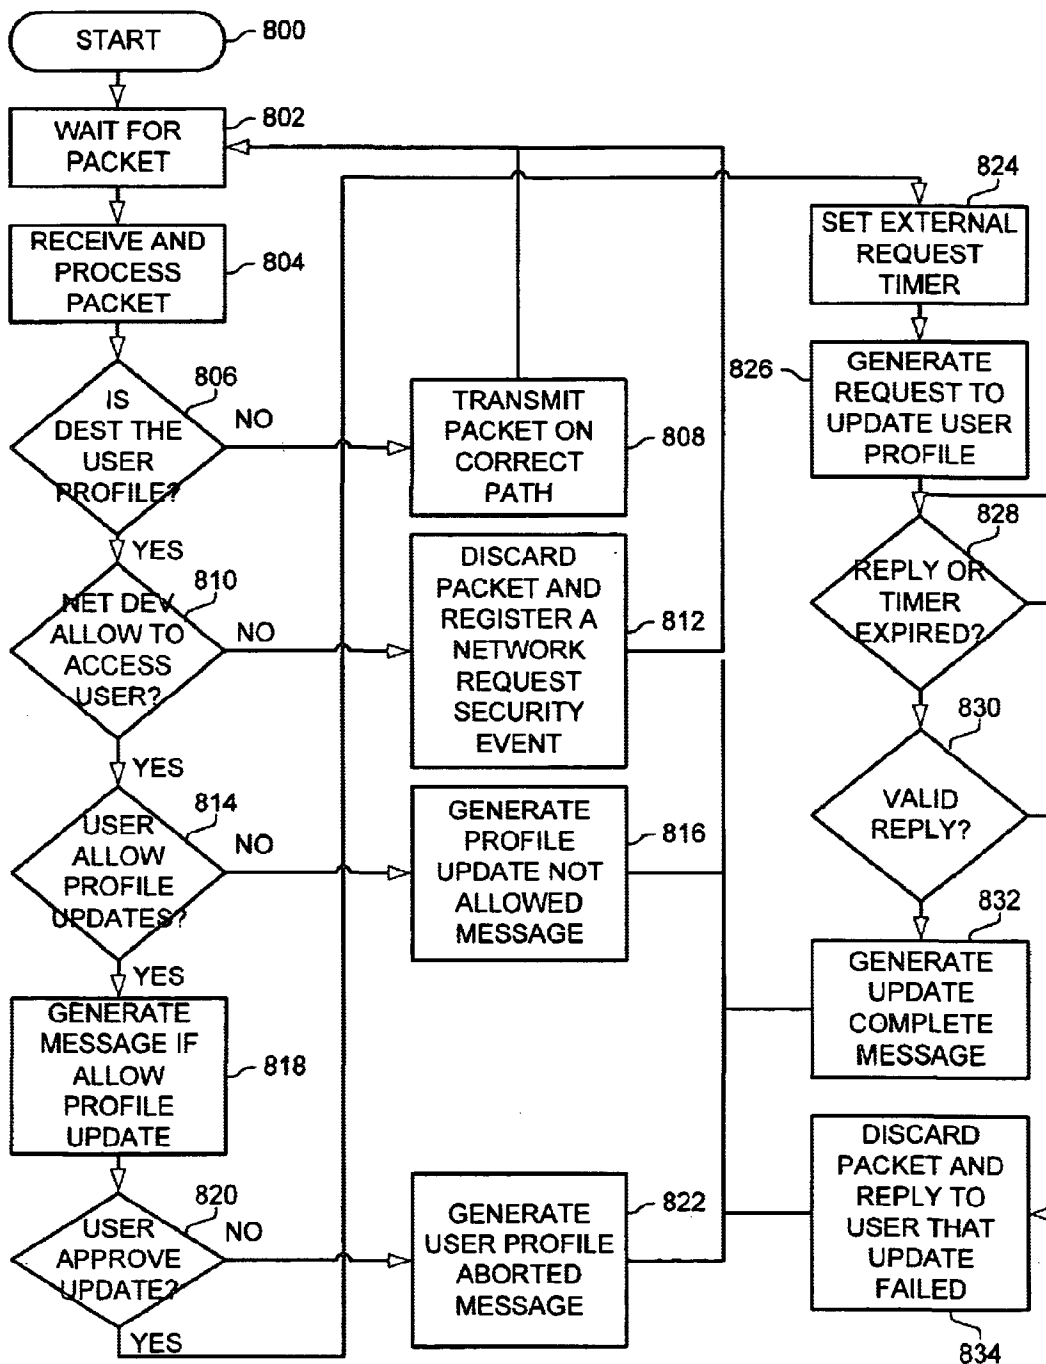 START
800
WAIT FOR
PACKET
802
RECEIVE AND
PROCESS
PACKET
804
IS
DEST THE
USER
PROFILE?
806
NO
YES
TRANSMIT
PACKET ON
CORRECT
PATH
808
NET DEV
ALLOW TO
ACCESS
USER?
810
NO
YES
DISCARD
PACKET AND
REGISTER A
NETWORK
REQUEST
SECURITY
EVENT
812
USER
ALLOW
PROFILE
UPDATES?
814
NO
YES
GENERATE
PROFILE
UPDATE NOT
ALLOWED
MESSAGE
816
GENERATE
MESSAGE IF
ALLOW
PROFILE
UPDATE
818
USER
APPROVE
UPDATE?
820
NO
YES
GENERATE
USER PROFILE
ABORTED
MESSAGE
822
824
SET EXTERNAL
REQUEST
TIMER
826
GENERATE
REQUEST TO
UPDATE USER
PROFILE
828
REPLY OR
TIMER
EXPIRED?
830
VALID
REPLY?
832
GENERATE
UPDATE
COMPLETE
MESSAGE
DISCARD
PACKET AND
REPLY TO
USER THAT
UPDATE
FAILED
834